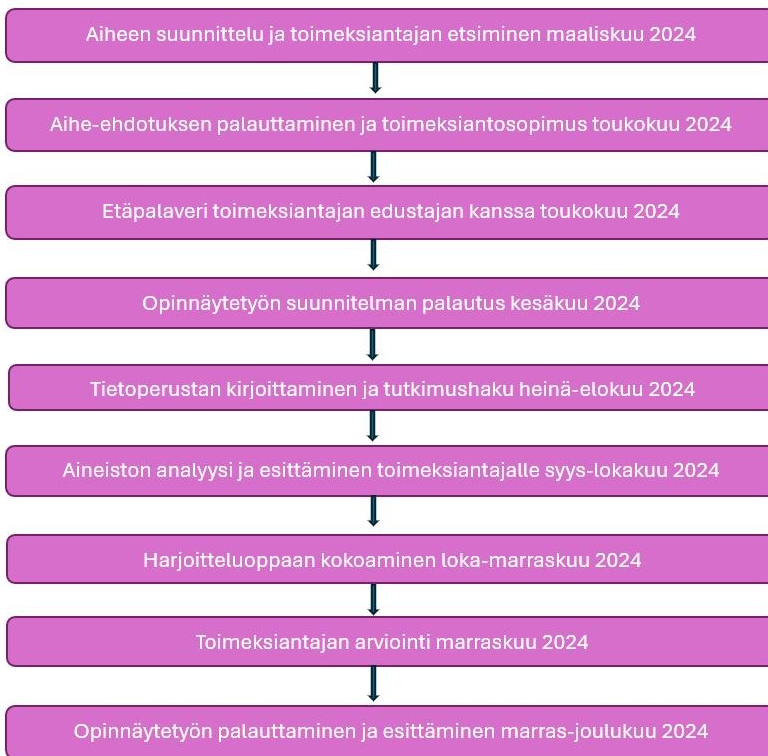 Aiheen suunnittelu ja toimeksiantajan etsiminen maaliskuu 2024
Aihe-ehdotuksen palauttaminen ja toimeksiantosopimus toukokuu 2024
Etäpalaveri toimeksiantajan edustajan kanssa toukokuu 2024
Opinnäytetyön suunnitelman palautus kesäkuu 2024
Tietoperustan kirjoittaminen ja tutkimushaku heinä-elokuu 2024
Aineiston analyysi ja esittäminen toimeksiantajalle syys-lokakuu 2024
Harjoitteluoppaan kokoaminen loka-marraskuu 2024
Toimeksiantajan arviointi marraskuu 2024
Opinnäytetyön palauttaminen ja esittäminen marras-joulukuu 2024